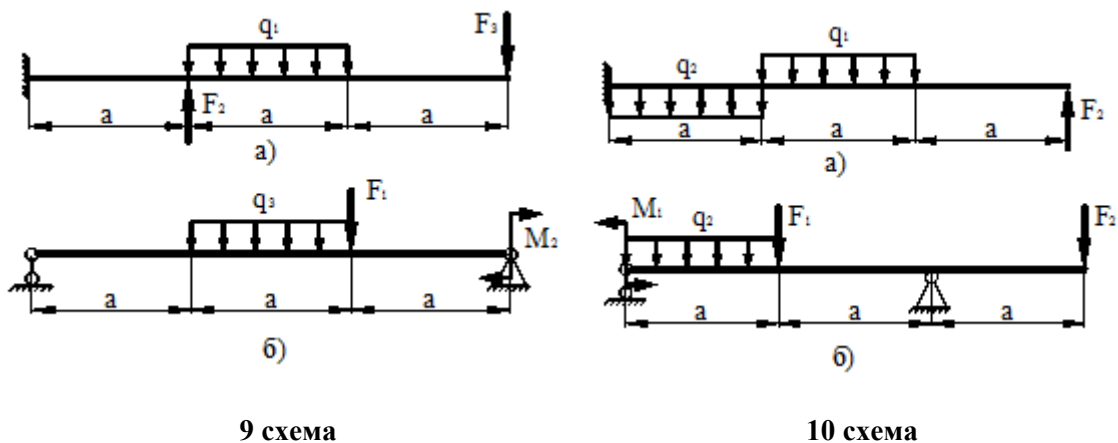 q₁ F₃
F₂
a a a
а)
q₃ F₁
M₂
a a a
б)
9 схема
q₁
q₂
F₂
a a a
а)
M₁ q₂ F₁ F₂
a a a
б)
10 схема